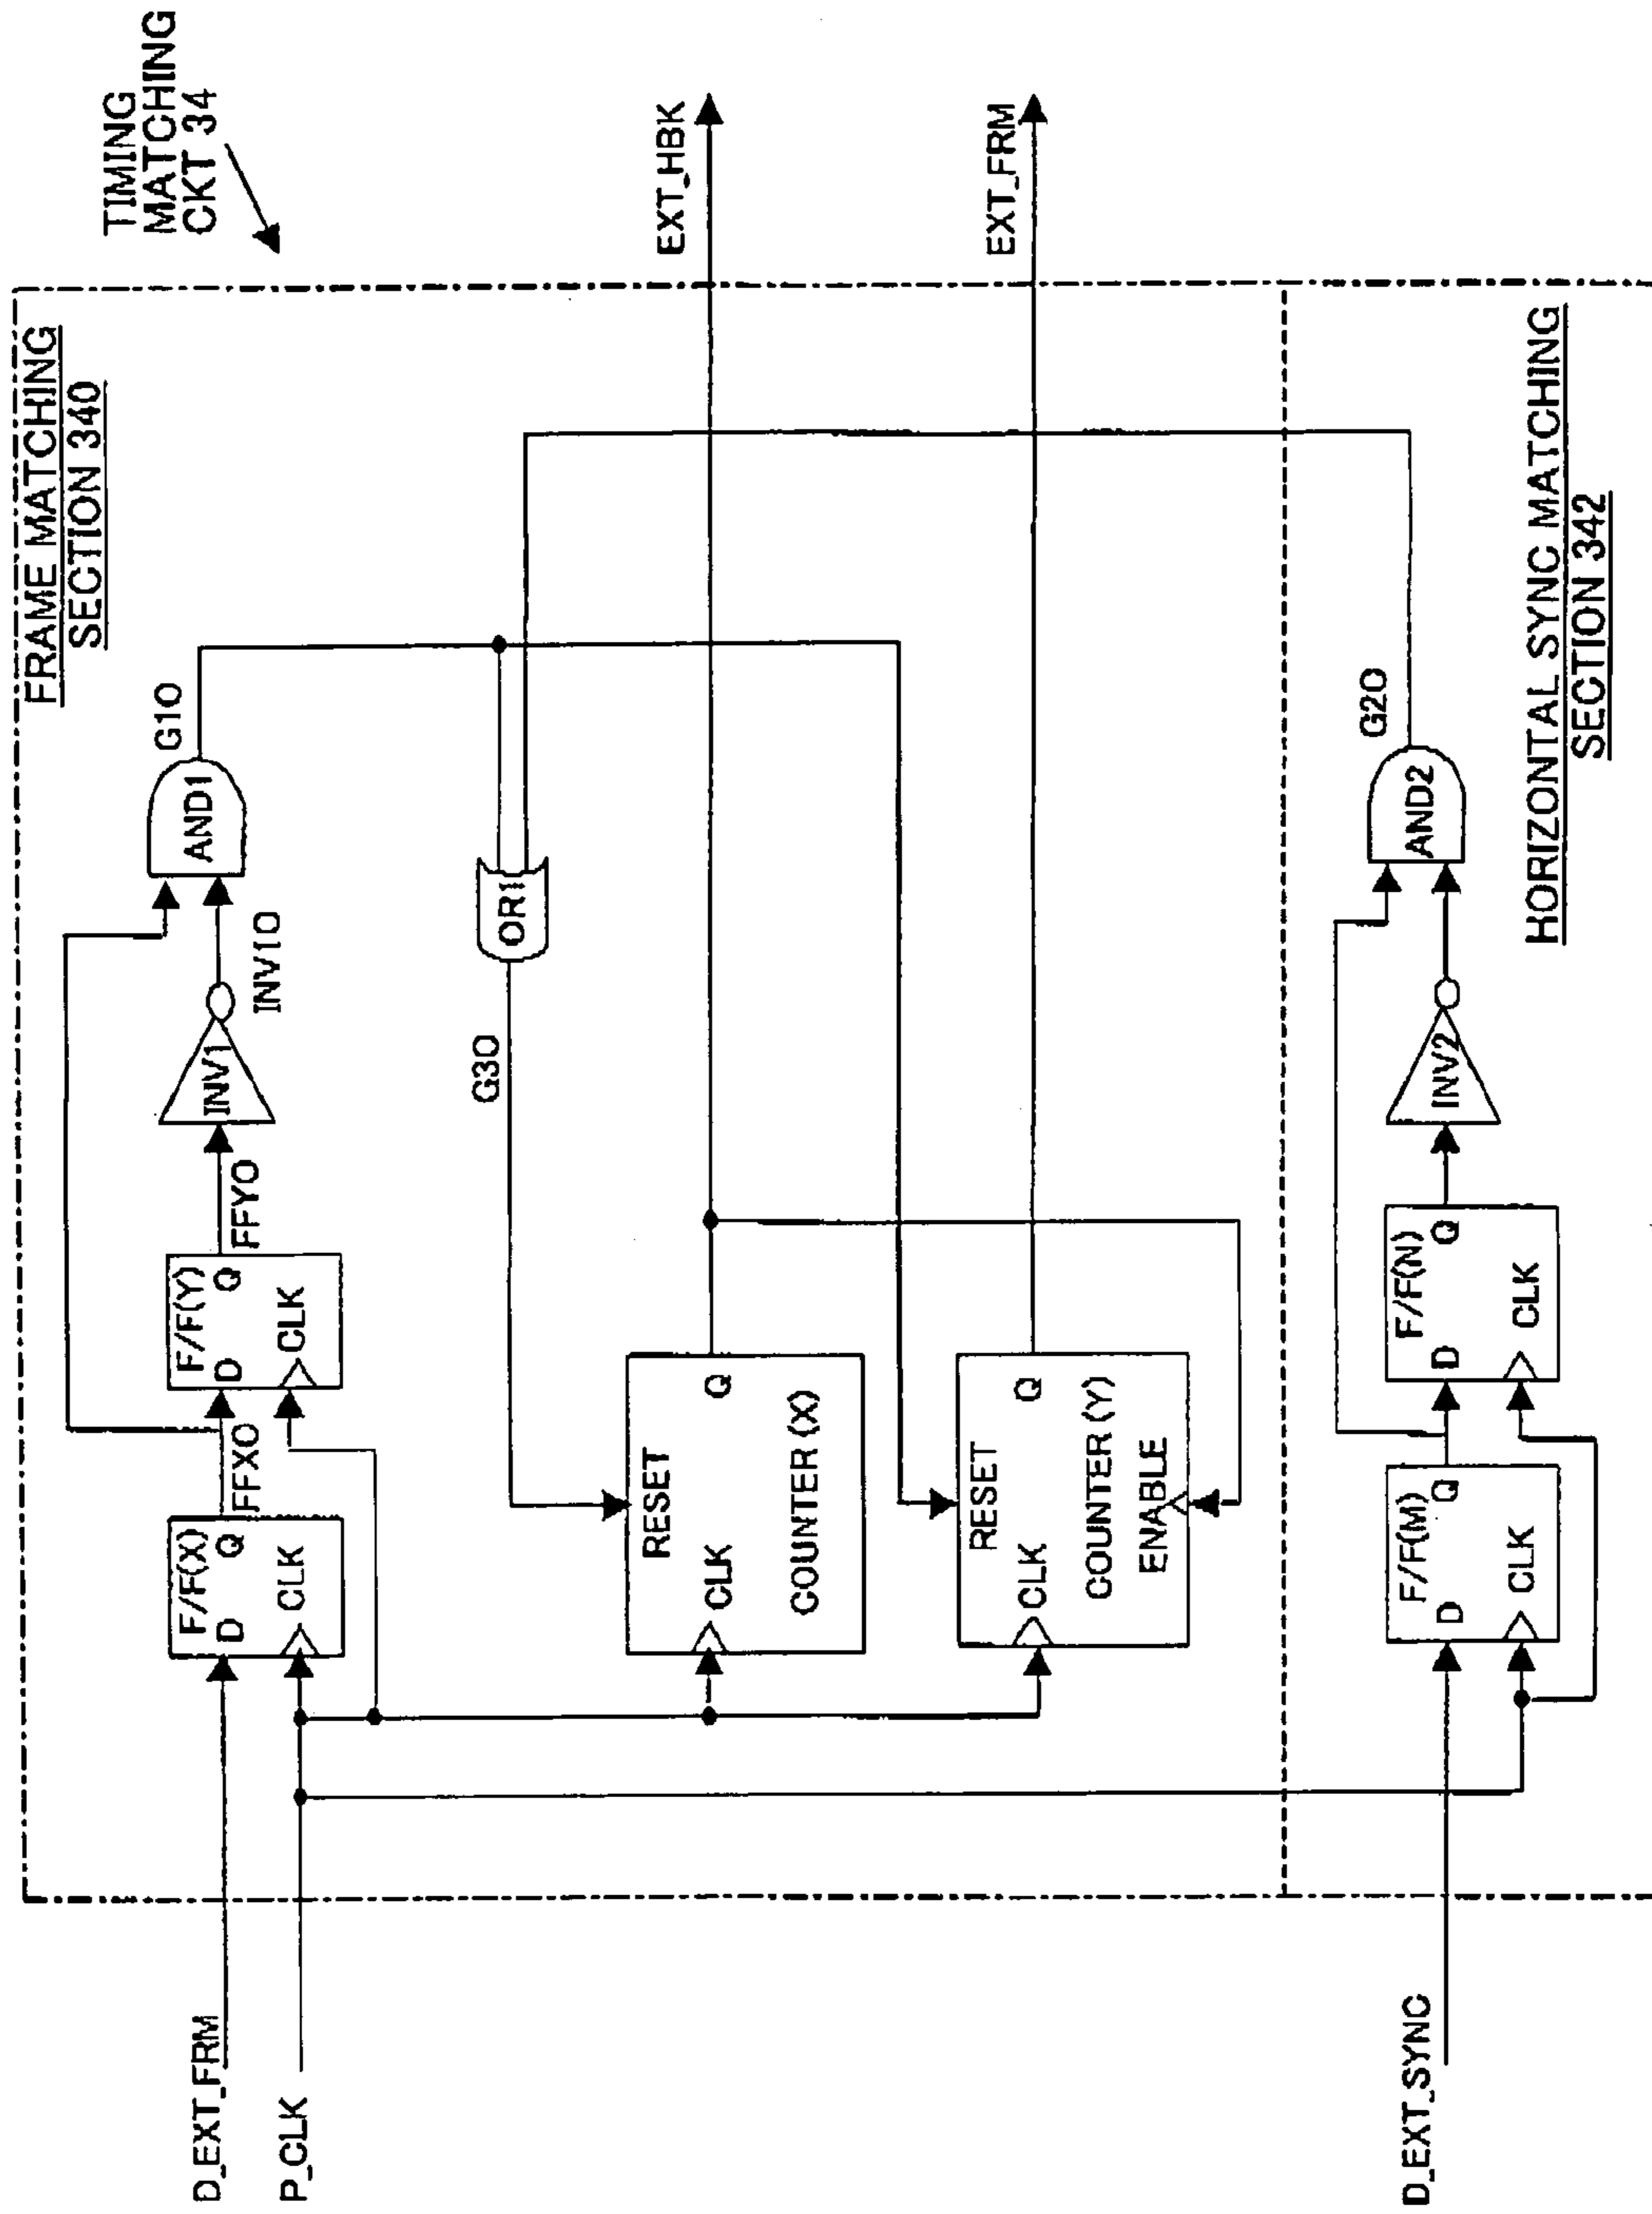 TIMING
MATCHING
CKT 34
FRAME MATCHING
SECTION 340
D_EXT_FRM
P_CLK
F/F(X)
D
Q
CLK
FFXO
F/F(Y)
D
Q
CLK
FFYO
INV1
INV1O
AND1
G1O
OR1
G3O
RESET
CLK
Q
COUNTER (X)
EXT_HBK
RESET
CLK
Q
COUNTER (Y)
ENABLE
EXT_FRM
D_EXT_SYNC
F/F(M)
D
Q
CLK
F/F(N)
D
Q
CLK
INV2
AND2
G2O
HORIZONTAL SYNC MATCHING
SECTION 342